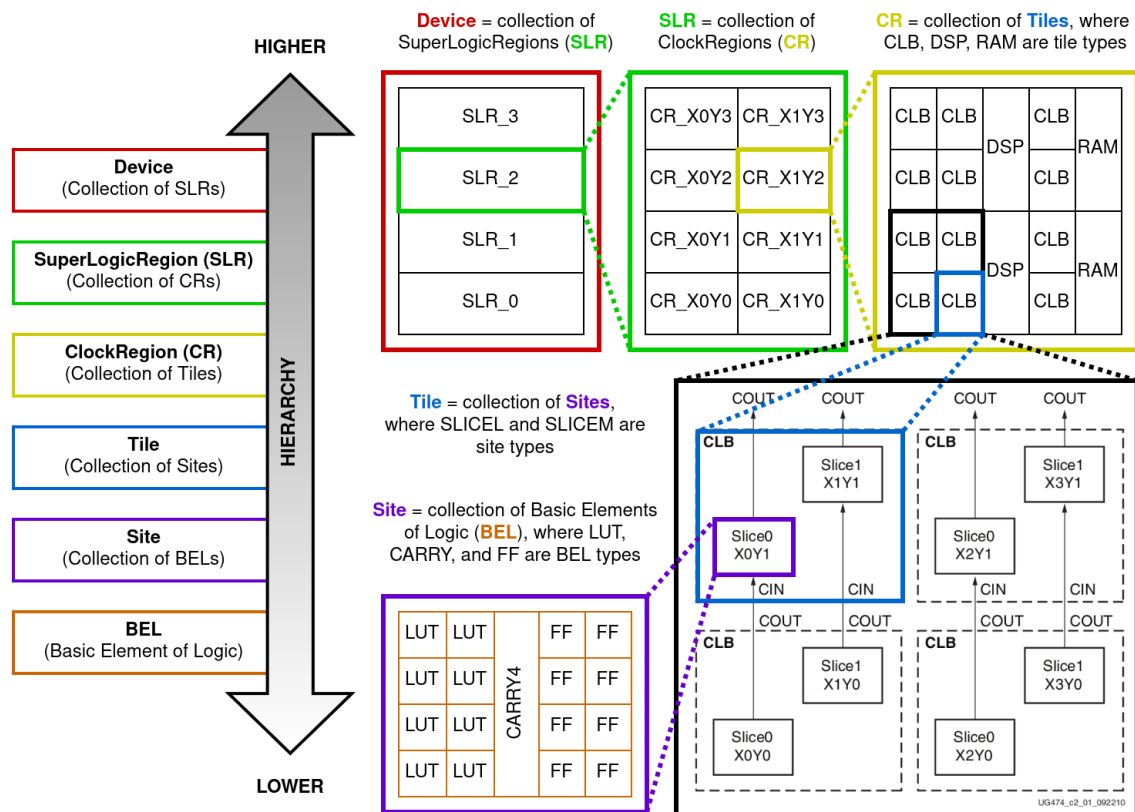 HIGHER
Device
(Collection of SLRs)
SuperLogicRegion (SLR)
(Collection of CRs)
ClockRegion (CR)
(Collection of Tiles)
Tile
(Collection of Sites)
Site
(Collection of BELs)
BEL
(Basic Element of Logic)
HIERARCHY
LOWER
Device = collection of
SuperLogicRegions (SLR)
SLR_3
SLR_2
SLR_1
SLR_0
SLR = collection of
ClockRegions (CR)
CR_X0Y3 CR_X1Y3
CR_X0Y2 CR_X1Y2
CR_X0Y1 CR_X1Y1
CR_X0Y0 CR_X1Y0
CR = collection of Tiles, where
CLB, DSP, RAM are tile types
CLB CLB CLB
DSP RAM
CLB CLB CLB
CLB CLB CLB
DSP RAM
CLB CLB CLB
Tile = collection of Sites,
where SLICEL and SLICEM are
site types
Site = collection of Basic Elements
of Logic (BEL), where LUT,
CARRY, and FF are BEL types
LUT LUT FF FF
LUT LUT FF FF
LUT LUT FF FF
LUT LUT FF FF
CARRY4
COUT COUT COUT COUT
CLB
Slice1
X1Y1
Slice0
X0Y1
CIN CIN
CLB
Slice1
X3Y1
Slice0
X2Y1
CIN CIN
COUT COUT COUT COUT
CLB
Slice1
X1Y0
Slice0
X0Y0
CLB
Slice1
X3Y0
Slice0
X2Y0
UG474_c2_01_092210